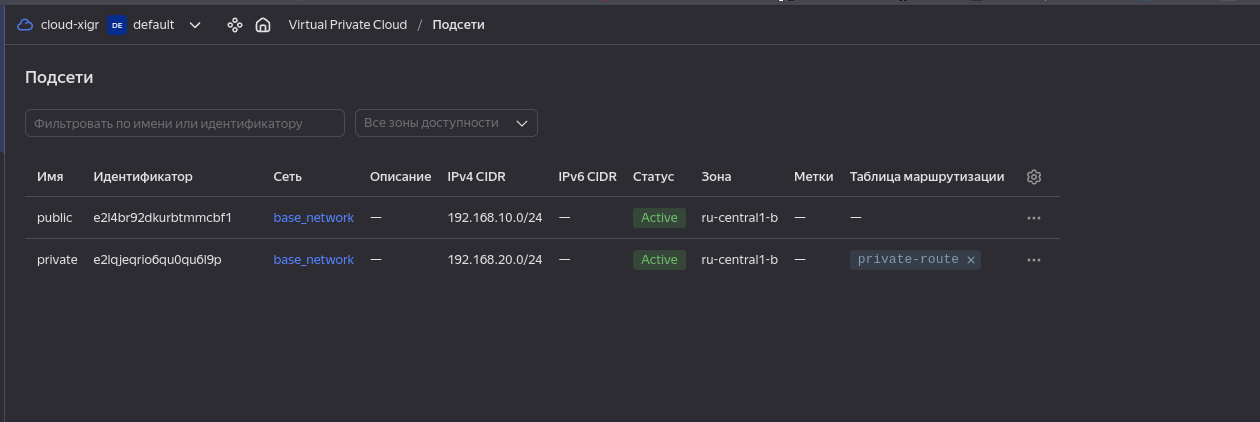 cloud-xigr DE default Virtual Private Cloud / Подсети
Подсети
Фильтровать по имени или идентификатору Все зоны доступности
Имя Идентификатор Сеть Описание IPv4 CIDR IPv6 CIDR Статус Зона Метки Таблица маршрутизации
public e2l4br92dkurbtmmcbf1 base_network — 192.168.10.0/24 — Active ru-central1-b — —
private e2lqjeqrio6qu0qu6l9p base_network — 192.168.20.0/24 — Active ru-central1-b — private-route ×